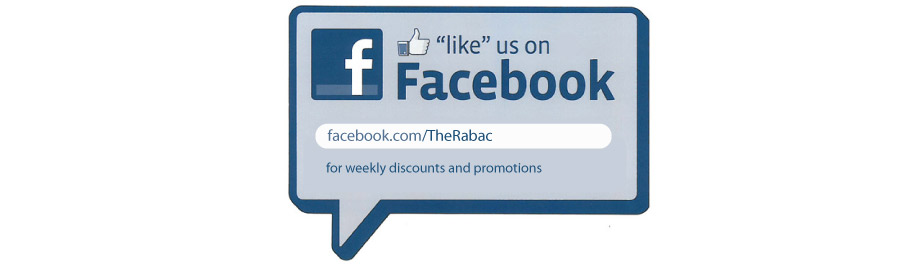 f
"like" us on
Facebook
facebook.com/TheRabac
for weekly discounts and promotions